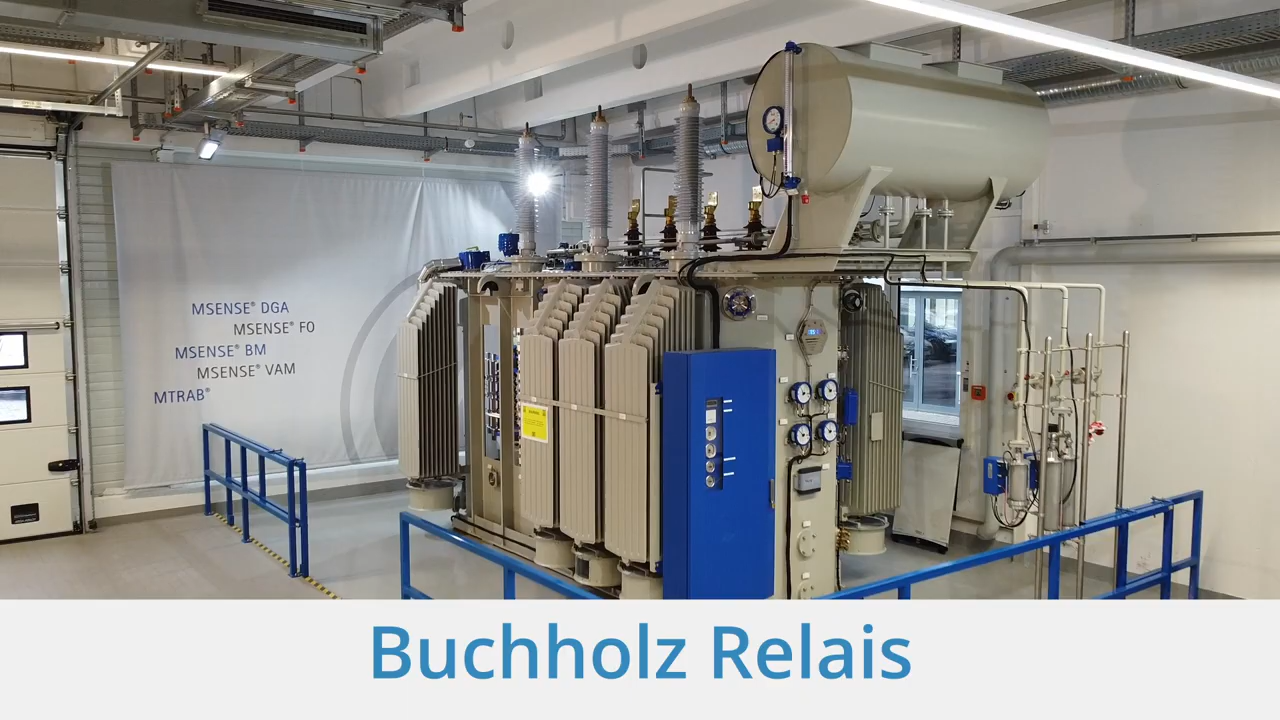 MSENSE® DGA
MSENSE® FO
MSENSE® BM
MSENSE® VAM
MTRAB®
Buchholz Relais